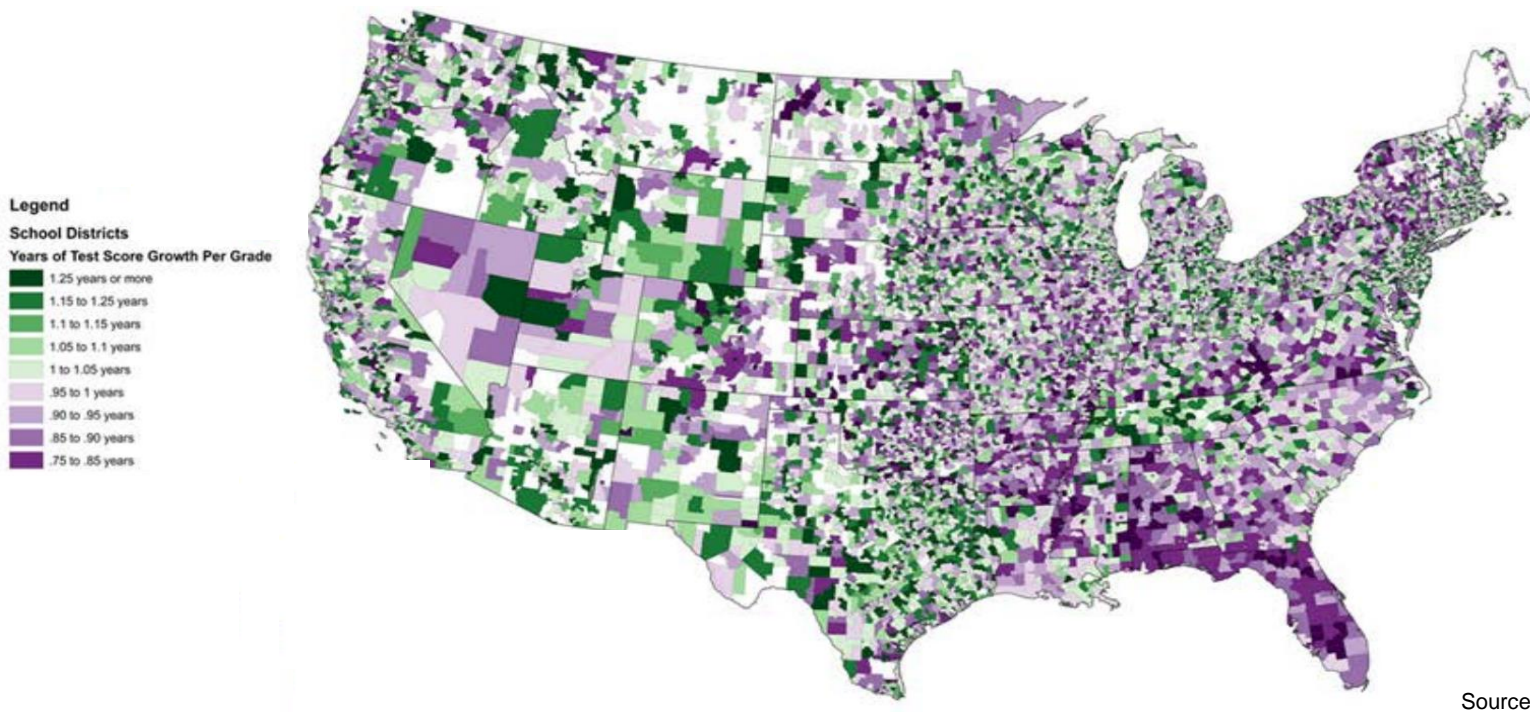 Legend
School Districts
Years of Test Score Growth Per Grade
1.25 years or more
1.15 to 1.25 years
1.1 to 1.15 years
1.05 to 1.1 years
1 to 1.05 years
.95 to 1 years
.90 to .95 years
.85 to .90 years
.75 to .85 years
Source